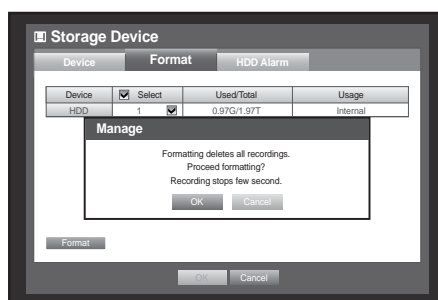 Storage Device
Device Format HDD Alarm
Device Select Used/Total Usage
HDD 1 0.97G/1.97T Internal
Manage
Formatting deletes all recordings.
Proceed formatting?
Recording stops few second.
OK Cancel
Format
OK Cancel